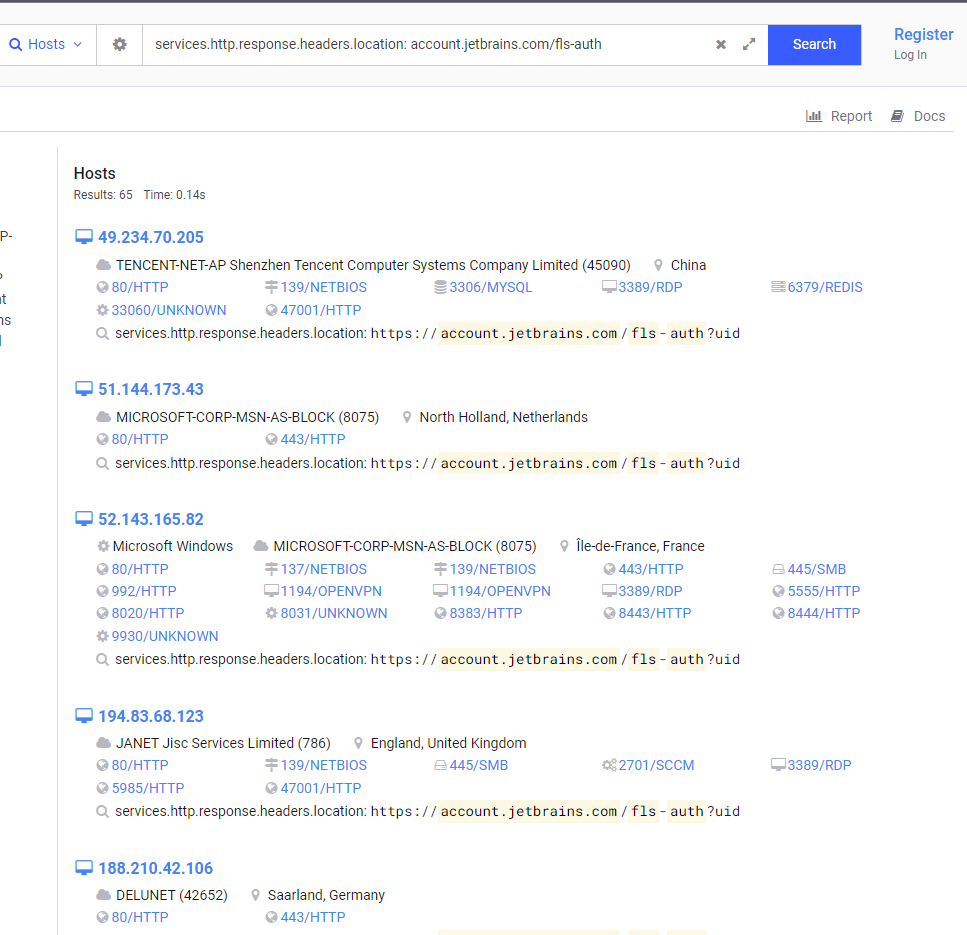 Hosts services.http.response.headers.location: account.jetbrains.com/fls-auth Search Register
Log In
Report Docs
Hosts
Results: 65 Time: 0.14s
P-
49.234.70.205
TENCENT-NET-AP Shenzhen Tencent Computer Systems Company Limited (45090) China
80/HTTP 139/NETBIOS 3306/MYSQL 3389/RDP 6379/REDIS
33060/UNKNOWN 47001/HTTP
services.http.response.headers.location: https://account.jetbrains.com/fls-auth?uid
51.144.173.43
MICROSOFT-CORP-MSN-AS-BLOCK (8075) North Holland, Netherlands
80/HTTP 443/HTTP
services.http.response.headers.location: https://account.jetbrains.com/fls-auth?uid
52.143.165.82
Microsoft Windows MICROSOFT-CORP-MSN-AS-BLOCK (8075) Île-de-France, France
80/HTTP 137/NETBIOS 139/NETBIOS 443/HTTP 445/SMB
992/HTTP 1194/OPENVPN 1194/OPENVPN 3389/RDP 5555/HTTP
8020/HTTP 8031/UNKNOWN 8383/HTTP 8443/HTTP 8444/HTTP
9930/UNKNOWN
services.http.response.headers.location: https://account.jetbrains.com/fls-auth?uid
194.83.68.123
JANET Jisc Services Limited (786) England, United Kingdom
80/HTTP 139/NETBIOS 445/SMB 2701/SCCM 3389/RDP
5985/HTTP 47001/HTTP
services.http.response.headers.location: https://account.jetbrains.com/fls-auth?uid
188.210.42.106
DELUNET (42652) Saarland, Germany
80/HTTP 443/HTTP